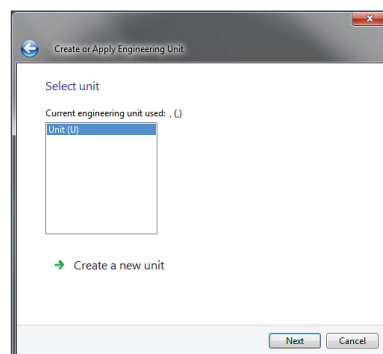 Create or Apply Engineering Unit
Select unit
Current engineering unit used: , (,)
Unit (U)
Create a new unit
Next Cancel